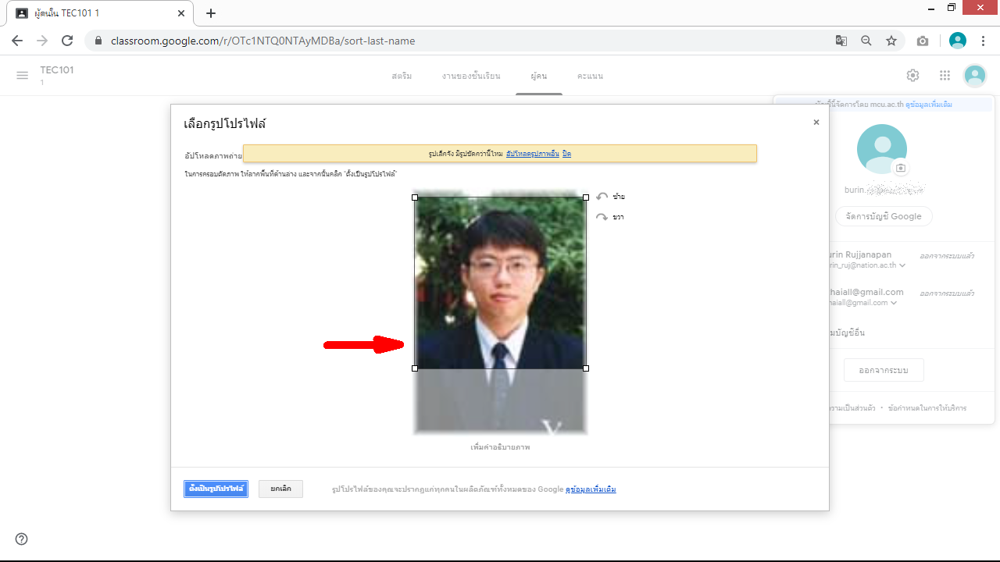 ผู้คนใน TEC101 1
classroom.google.com/r/OTc1NTQ0NTAyMDBa/sort-last-name
TEC101
1
สตรีม งานของชั้นเรียน ผู้คน คะแนน
นี้จัดการโดย mcu.ac.th ดูข้อมูลเพิ่มเติม
เลือกรูปโปรไฟล์
อัปโหลดภาพถ่าย
รูปเล็กจัง มีรูปชัดกว่านี้ไหม อัปโหลดรูปภาพอื่น ปิด
ในการครอบตัดภาพ ให้ลากพื้นที่ด้านล่าง และจากนั้นคลิก "ตั้งเป็นรูปโปรไฟล์"
ซ้าย
ขวา
burin.
จัดการบัญชี Google
urin Rujjanapan ออกจากระบบแล้ว
rin_ruj@nation.ac.th
haiall@gmail.com ออกจากระบบแล้ว
haiall@gmail.com
มบัญชีอื่น
ออกจากระบบ
วามเป็นส่วนตัว • ข้อกำหนดในการให้บริการ
Y
เพิ่มคำอธิบายภาพ
ตั้งเป็นรูปโปรไฟล์ ยกเลิก รูปโปรไฟล์ของคุณจะปรากฏแก่ทุกคนในผลิตภัณฑ์ทั้งหมดของ Google ดูข้อมูลเพิ่มเติม